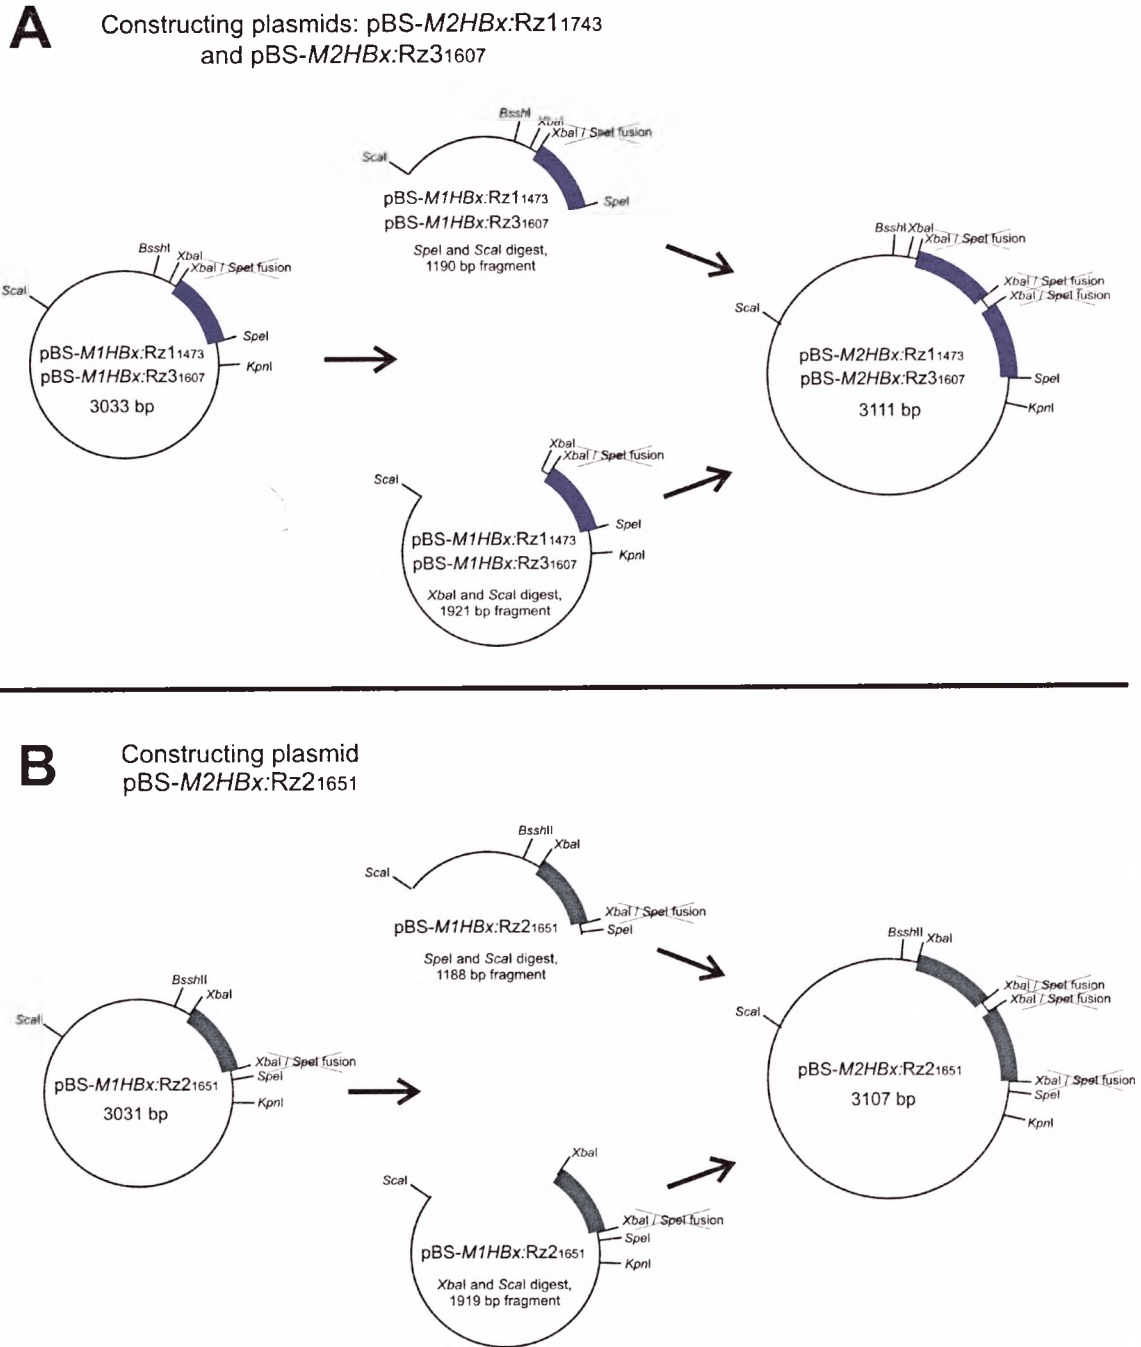 A
Constructing plasmids: pBS-M2HBx:Rz11743
and pBS-M2HBx:Rz31607
BsshI
XbaI
XbaI / SpeI fusion
ScaI
SpeI
pBS-M1HBx:Rz11473
pBS-M1HBx:Rz31607
SpeI and ScaI digest,
1190 bp fragment
BsshI
XbaI
XbaI / SpeI fusion
ScaI
SpeI
KpnI
pBS-M1HBx:Rz11473
pBS-M1HBx:Rz31607
3033 bp
BsshI XbaI
XbaI / SpeI fusion
XbaI / SpeI fusion
XbaI / SpeI fusion
ScaI
pBS-M2HBx:Rz11473
pBS-M2HBx:Rz31607
3111 bp
SpeI
KpnI
XbaI
XbaI / SpeI fusion
ScaI
SpeI
KpnI
pBS-M1HBx:Rz11473
pBS-M1HBx:Rz31607
XbaI and ScaI digest,
1921 bp fragment
B
Constructing plasmid
pBS-M2HBx:Rz21651
BsshII
XbaI
ScaI
XbaI / SpeI fusion
SpeI
pBS-M1HBx:Rz21651
SpeI and ScaI digest,
1188 bp fragment
BsshII
XbaI
ScaI
XbaI / SpeI fusion
SpeI
KpnI
pBS-M1HBx:Rz21651
3031 bp
BsshII XbaI
XbaI / SpeI fusion
XbaI / SpeI fusion
ScaI
pBS-M2HBx:Rz21651
3107 bp
XbaI / SpeI fusion
SpeI
KpnI
XbaI
ScaI
XbaI / SpeI fusion
SpeI
KpnI
pBS-M1HBx:Rz21651
XbaI and ScaI digest,
1919 bp fragment